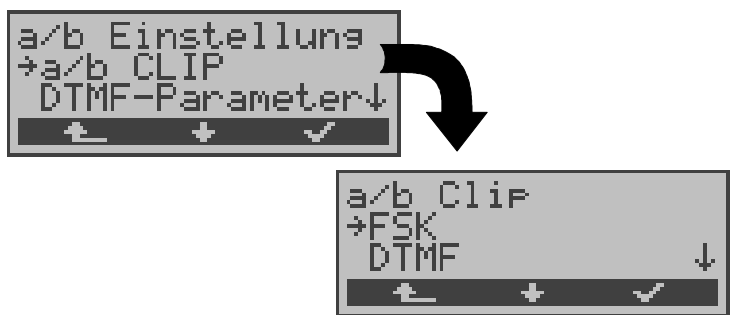 a/b Einstellung
→a/b CLIP
DTMF-Parameter↓
a/b Clip
→FSK
DTMF ↓